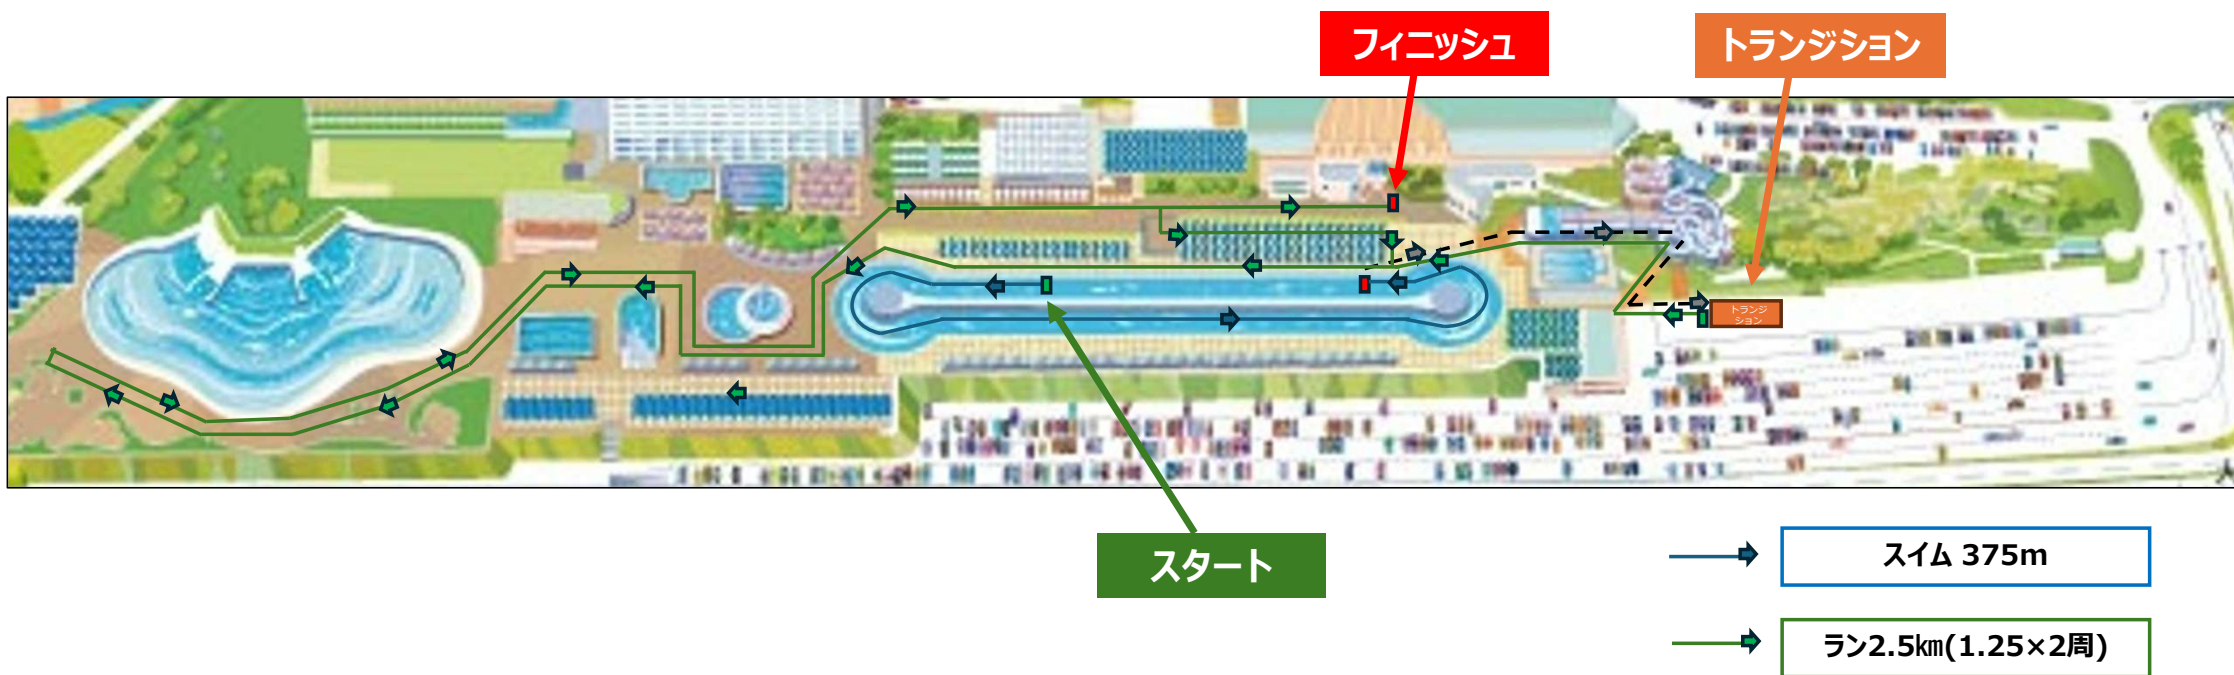 フィニッシュ
トランジション
トランジ
ション
スタート
スイム 375m
ラン2.5㎞(1.25×2周)